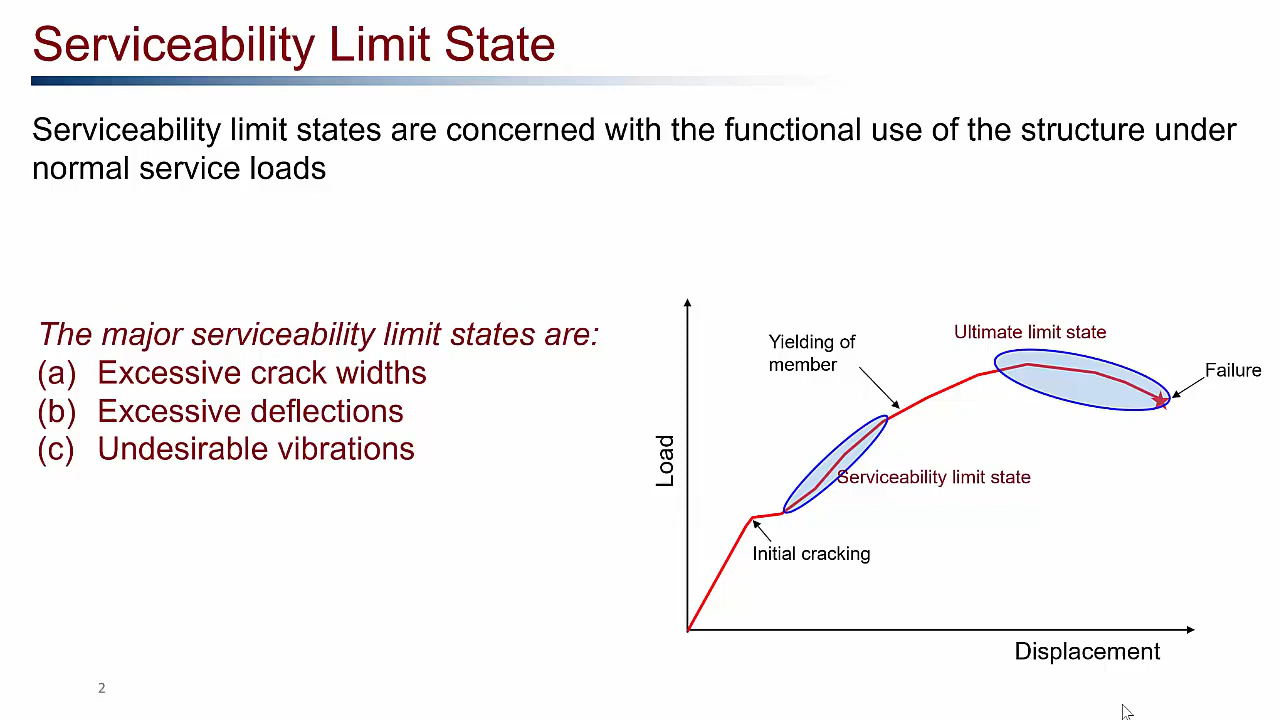 Serviceability Limit State
Serviceability limit states are concerned with the functional use of the structure under
normal service loads
The major serviceability limit states are:
(a) Excessive crack widths
(b) Excessive deflections
(c) Undesirable vibrations
Load
Yielding of
member
Ultimate limit state
Failure
Serviceability limit state
Initial cracking
Displacement
2